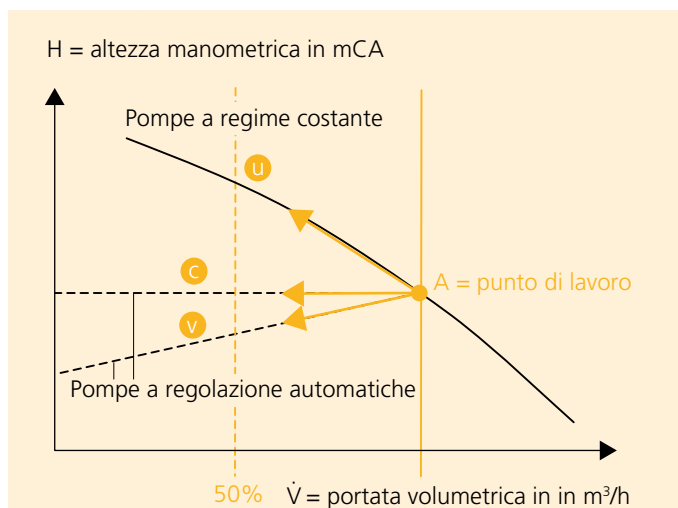 H = altezza manometrica in mCA
Pompe a regime costante
u
c
A = punto di lavoro
v
Pompe a regolazione automatiche
50% V̇ = portata volumetrica in in m³/h